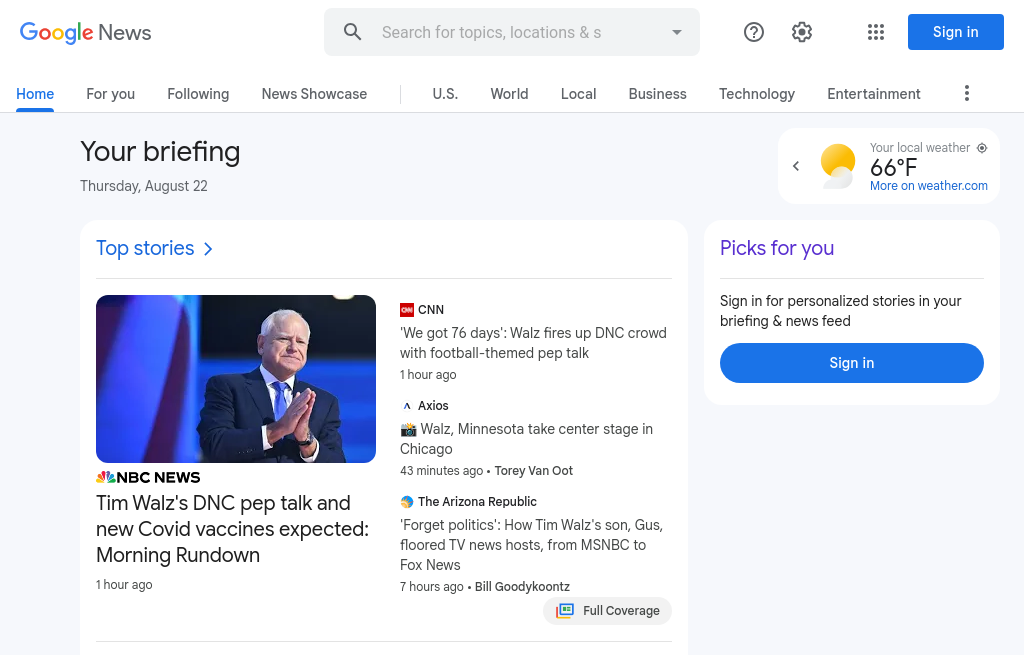 Google News
Search for topics, locations & s
Sign in
Home
For you
Following
News Showcase
U.S.
World
Local
Business
Technology
Entertainment
Your briefing
Thursday, August 22
Your local weather
66°F
More on weather.com
Top stories
NBC NEWS
Tim Walz's DNC pep talk and
new Covid vaccines expected:
Morning Rundown
1 hour ago
CNN
CNN
'We got 76 days': Walz fires up DNC crowd
with football-themed pep talk
1 hour ago
Axios
📸 Walz, Minnesota take center stage in
Chicago
43 minutes ago • Torey Van Oot
The Arizona Republic
'Forget politics': How Tim Walz's son, Gus,
floored TV news hosts, from MSNBC to
Fox News
7 hours ago • Bill Goodykoontz
Full Coverage
Picks for you
Sign in for personalized stories in your
briefing & news feed
Sign in